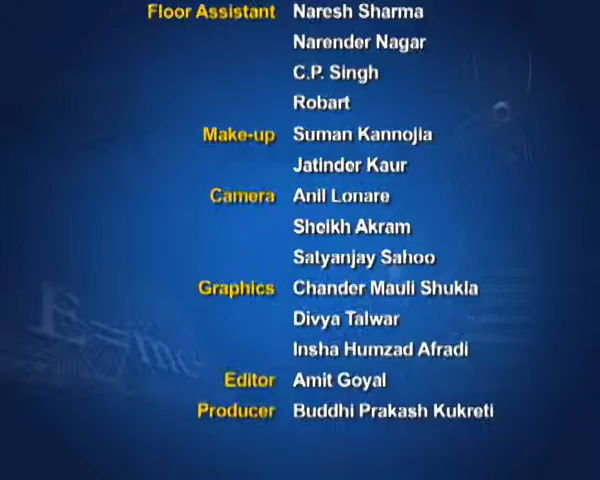 Floor Assistant Naresh Sharma
Narender Nagar
C.P. Singh
Robart
Make-up Suman Kannojia
Jatinder Kaur
Camera Anil Lonare
Sheikh Akram
Satyanjay Sahoo
Graphics Chander Mauli Shukla
Divya Talwar
Insha Humzad Afradi
Editor Amit Goyal
Producer Buddhi Prakash Kukreti